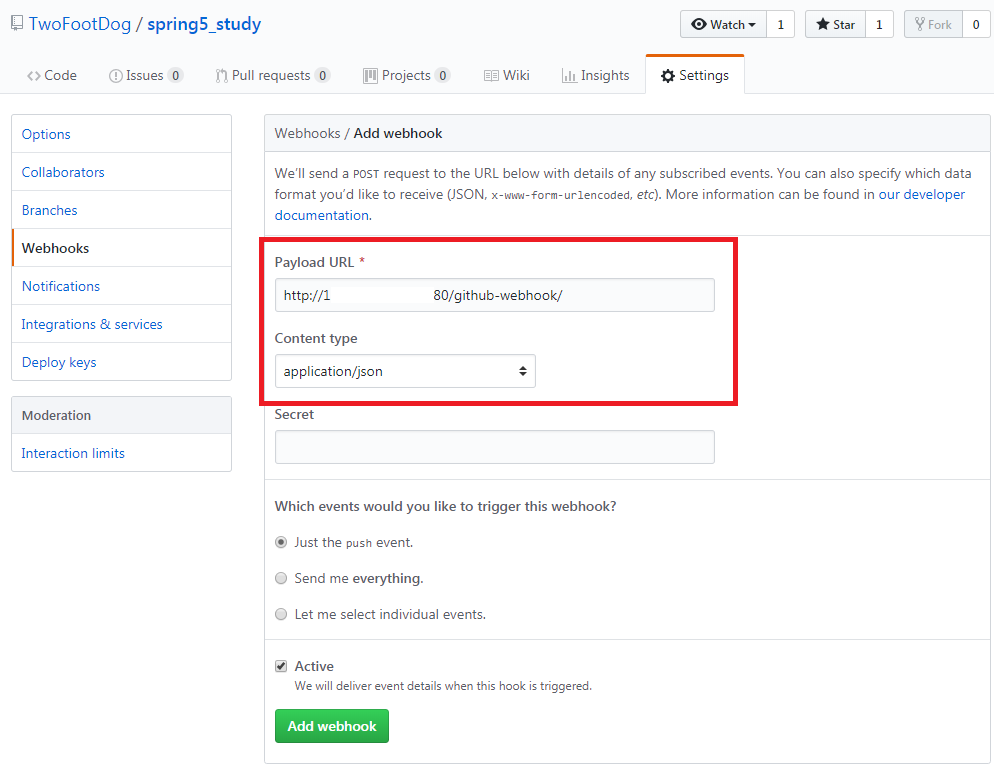 TwoFootDog / spring5_study
Watch 1 Star 1 Fork 0
Code Issues 0 Pull requests 0 Projects 0 Wiki Insights Settings
Options
Collaborators
Branches
Webhooks
Notifications
Integrations & services
Deploy keys
Moderation
Interaction limits
Webhooks / Add webhook
We'll send a POST request to the URL below with details of any subscribed events. You can also specify which data
format you'd like to receive (JSON, x-www-form-urlencoded, etc). More information can be found in our developer
documentation.
Payload URL *
http://1 80/github-webhook/
Content type
application/json
Secret
Which events would you like to trigger this webhook?
Just the push event.
Send me everything.
Let me select individual events.
Active
We will deliver event details when this hook is triggered.
Add webhook